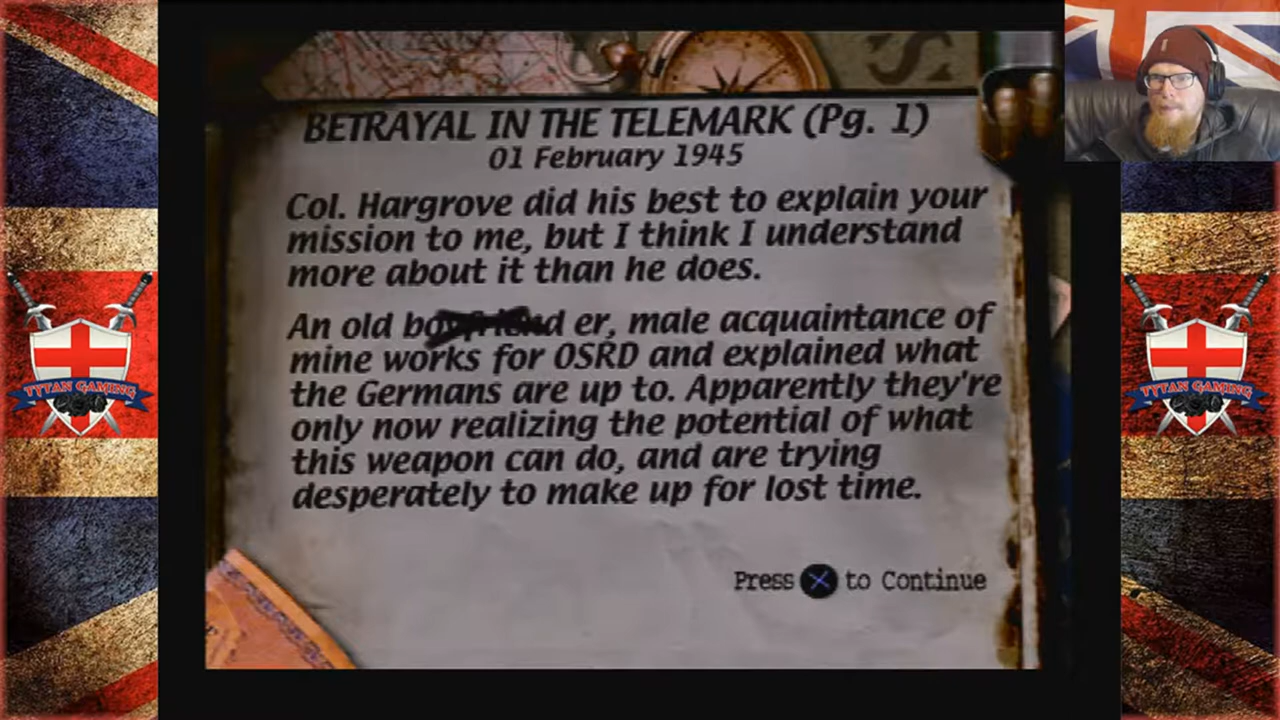 BETRAYAL IN THE TELEMARK (Pg. 1)
01 February 1945
Col. Hargrove did his best to explain your
mission to me, but I think I understand
more about it than he does.
An old boyfriend er, male acquaintance of
mine works for OSRD and explained what
the Germans are up to. Apparently they're
only now realizing the potential of what
this weapon can do, and are trying
desperately to make up for lost time.
Press X to Continue
TYTAN GAMING
TYTAN GAMING